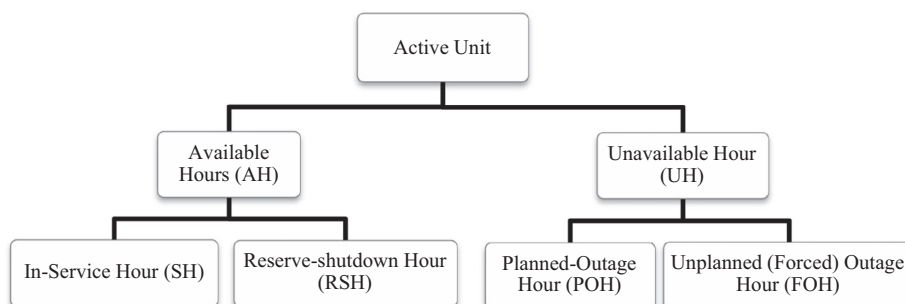 Active Unit
Available
Hours (AH)
Unavailable Hour
(UH)
In-Service Hour (SH)
Reserve-shutdown Hour
(RSH)
Planned-Outage
Hour (POH)
Unplanned (Forced) Outage
Hour (FOH)